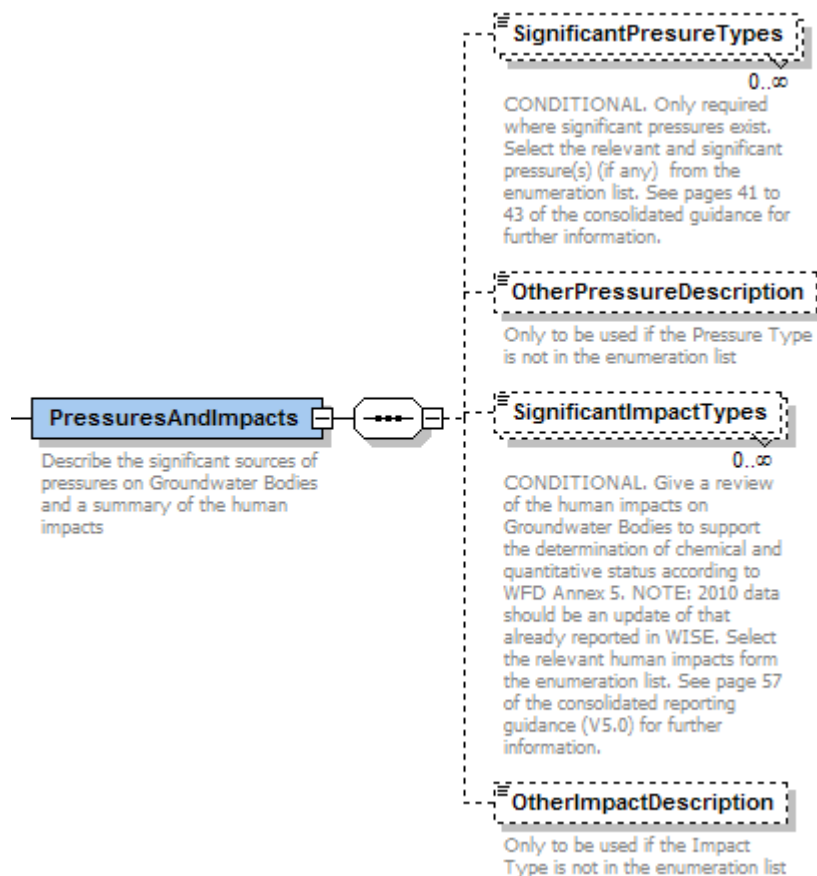 SignificantPresureTypes
0..∞
CONDITIONAL. Only required
where significant pressures exist.
Select the relevant and significant
pressure(s) (if any)  from the
enumeration list. See pages 41 to
43 of the consolidated guidance for
further information.
OtherPressureDescription
Only to be used if the Pressure Type
is not in the enumeration list
PressuresAndImpacts
Describe the significant sources of
pressures on Groundwater Bodies
and a summary of the human
impacts
SignificantImpactTypes
0..∞
CONDITIONAL. Give a review
of the human impacts on
Groundwater Bodies to support
the determination of chemical and
quantitative status according to
WFD Annex 5. NOTE: 2010 data
should be an update of that
already reported in WISE. Select
the relevant human impacts form
the enumeration list. See page 57
of the consolidated reporting
guidance (V5.0) for further
information.
OtherImpactDescription
Only to be used if the Impact
Type is not in the enumeration list